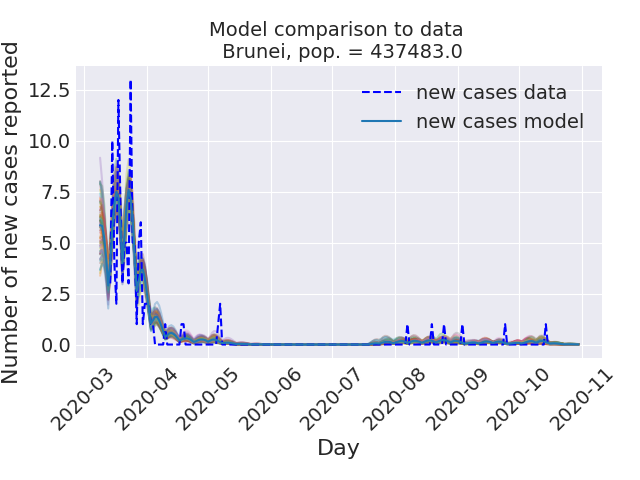 Model comparison to data
Brunei, pop. = 437483.0
Number of new cases reported
12.5
10.0
7.5
5.0
2.5
0.0
new cases data
new cases model
2020-03
2020-04
2020-05
2020-06
2020-07
2020-08
2020-09
2020-10
2020-11
Day